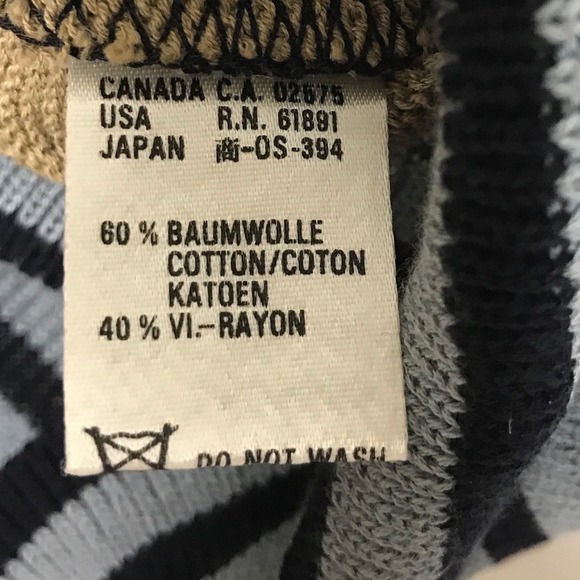 CANADA C.A. 02675
USA R.N. 61891
JAPAN 商-OS-394
60 % BAUMWOLLE
COTTON/COTON
KATOEN
40 % VI.-RAYON
DO NOT WASH